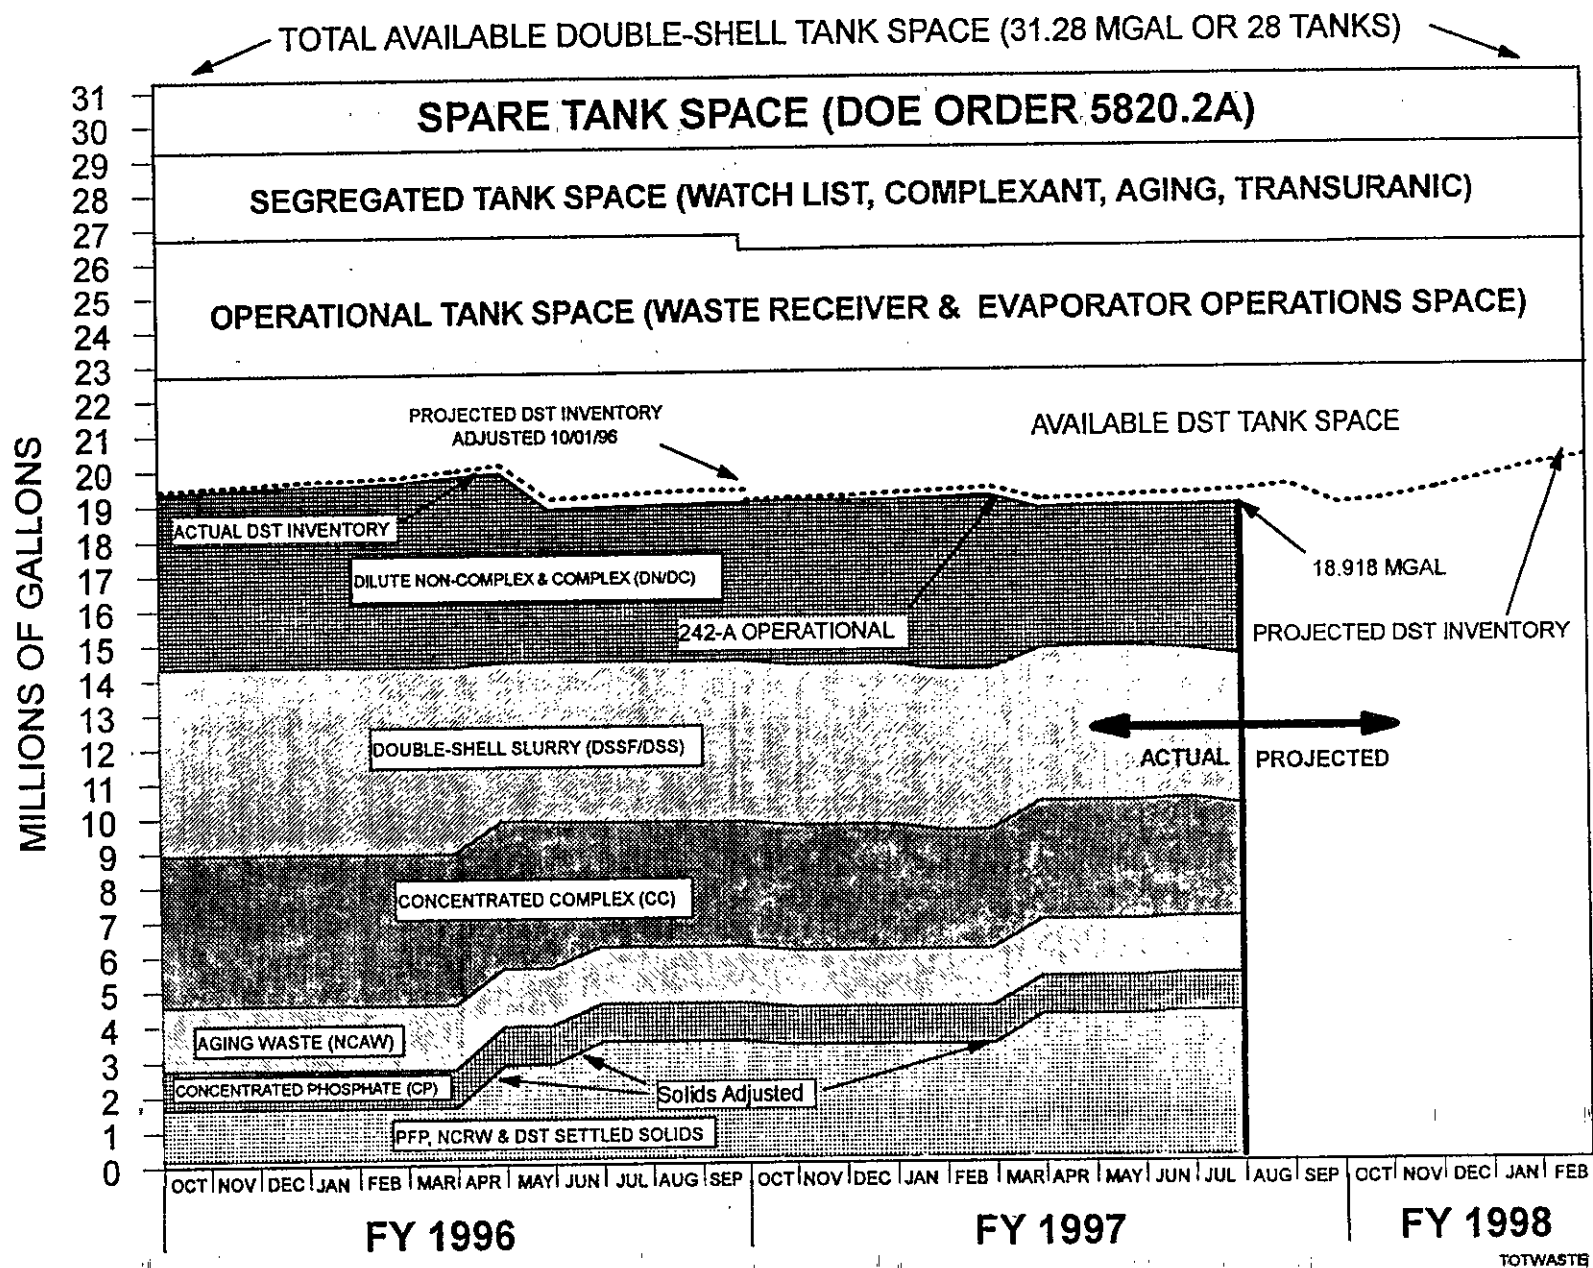 TOTAL AVAILABLE DOUBLE-SHELL TANK SPACE (31.28 MGAL OR 28 TANKS)
SPARE TANK SPACE (DOE ORDER 5820.2A)
SEGREGATED TANK SPACE (WATCH LIST, COMPLEXANT, AGING, TRANSURANIC)
OPERATIONAL TANK SPACE (WASTE RECEIVER & EVAPORATOR OPERATIONS SPACE)
PROJECTED DST INVENTORY
ADJUSTED 10/01/96
AVAILABLE DST TANK SPACE
ACTUAL DST INVENTORY
DILUTE NON-COMPLEX & COMPLEX (DN/DC)
18.918 MGAL
242-A OPERATIONAL
PROJECTED DST INVENTORY
DOUBLE-SHELL SLURRY (DSSF/DSS)
ACTUAL PROJECTED
CONCENTRATED COMPLEX (CC)
AGING WASTE (NCAW)
CONCENTRATED PHOSPHATE (CP)
Solids Adjusted
PFP, NCRW & DST SETTLED SOLIDS
MILLIONS OF GALLONS
31
30
29
28
27
26
25
24
23
22
21
20
19
18
17
16
15
14
13
12
11
10
9
8
7
6
5
4
3
2
1
0
OCT NOV DEC JAN FEB MAR APR MAY JUN JUL AUG SEP OCT NOV DEC JAN FEB MAR APR MAY JUN JUL AUG SEP OCT NOV DEC JAN FEB
FY 1996 FY 1997 FY 1998
TOTWASTE